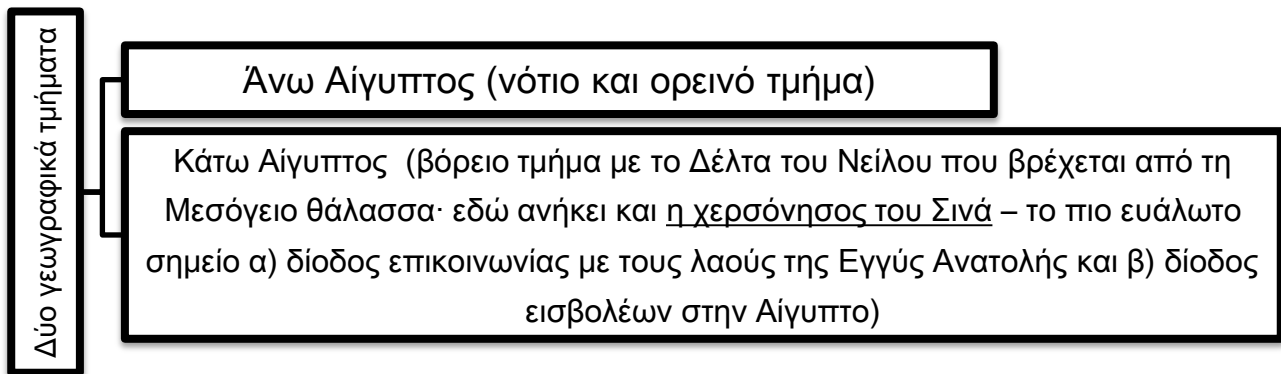 Δύο γεωγραφικά τμήματα
Άνω Αίγυπτος (νότιο και ορεινό τμήμα)
Κάτω Αίγυπτος (βόρειο τμήμα με το Δέλτα του Νείλου που βρέχεται από τη
Μεσόγειο θάλασσα· εδώ ανήκει και η χερσόνησος του Σινά – το πιο ευάλωτο
σημείο α) δίοδος επικοινωνίας με τους λαούς της Εγγύς Ανατολής και β) δίοδος
εισβολέων στην Αίγυπτο)